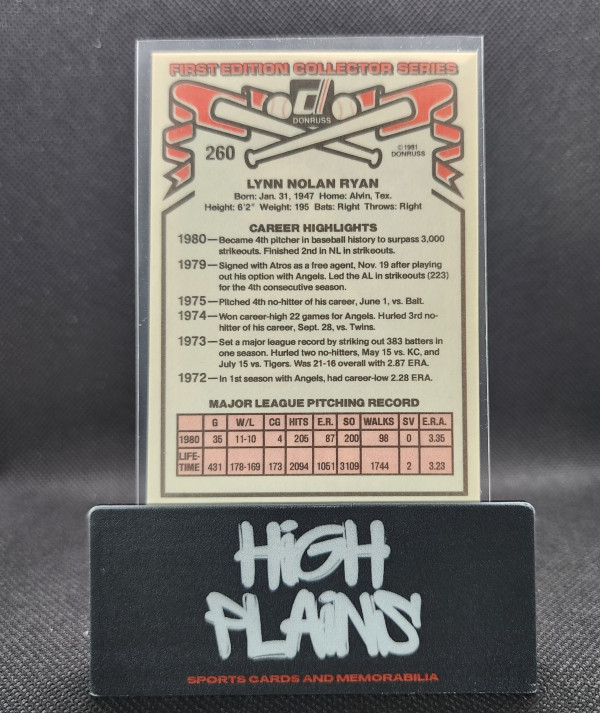 FIRST EDITION COLLECTOR SERIES
d
DONRUSS
260
© 1981
DONRUSS
LYNN NOLAN RYAN
Born: Jan. 31, 1947 Home: Alvin, Tex.
Height: 6'2" Weight: 195 Bats: Right Throws: Right
CAREER HIGHLIGHTS
1980—Became 4th pitcher in baseball history to surpass 3,000
strikeouts. Finished 2nd in NL in strikeouts.
1979—Signed with Atros as a free agent, Nov. 19 after playing
out his option with Angels. Led the AL in strikeouts (223)
for the 4th consecutive season.
1975—Pitched 4th no-hitter of his career, June 1, vs. Balt.
1974—Won career-high 22 games for Angels. Hurled 3rd no-
hitter of his career, Sept. 28, vs. Twins.
1973—Set a major league record by striking out 383 batters in
one season. Hurled two no-hitters, May 15 vs. KC, and
July 15 vs. Tigers. Was 21-16 overall with 2.87 ERA.
1972—In 1st season with Angels, had career-low 2.28 ERA.
MAJOR LEAGUE PITCHING RECORD
G W/L CG HITS E.R. SO WALKS SV E.R.A.
1980 35 11-10 4 205 87 200 98 0 3.35
LIFE-
TIME 431 178-169 173 2094 1051 3109 1744 2 3.23
HiGH
PLAiNS
SPORTS CARDS AND MEMORABILIA